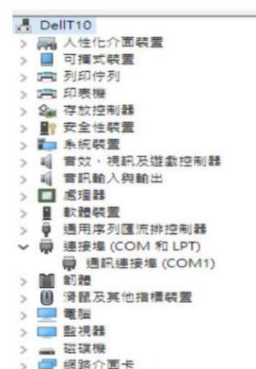 DellT10
人性化介面裝置
可攜式裝置
列印佇列
印表機
存放控制器
安全性裝置
系統裝置
音效、視訊及遊戲控制器
音訊輸入與輸出
處理器
軟體裝置
通用序列匯流排控制器
連接埠 (COM 和 LPT)
通訊連接埠 (COM1)
韌體
滑鼠及其他指標裝置
電腦
監視器
磁碟機
網路介面卡